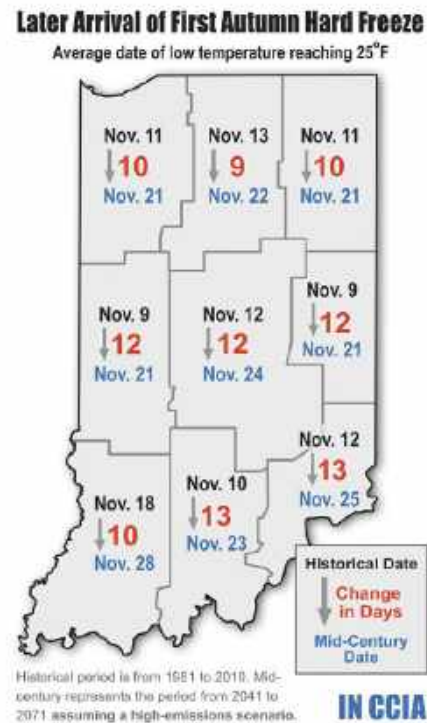 Later Arrival of First Autumn Hard Freeze
Average date of low temperature reaching 25°F
Nov. 11
10
Nov. 21
Nov. 13
9
Nov. 22
Nov. 11
10
Nov. 21
Nov. 9
12
Nov. 21
Nov. 12
12
Nov. 24
Nov. 9
12
Nov. 21
Nov. 18
10
Nov. 28
Nov. 10
13
Nov. 23
Nov. 12
13
Nov. 25
Historical Date
Change
in Days
Mid-Century
Date
Historical period is from 1981 to 2010. Mid-
century represents the period from 2041 to
2071 assuming a high-emissions scenario.
IN CCIA